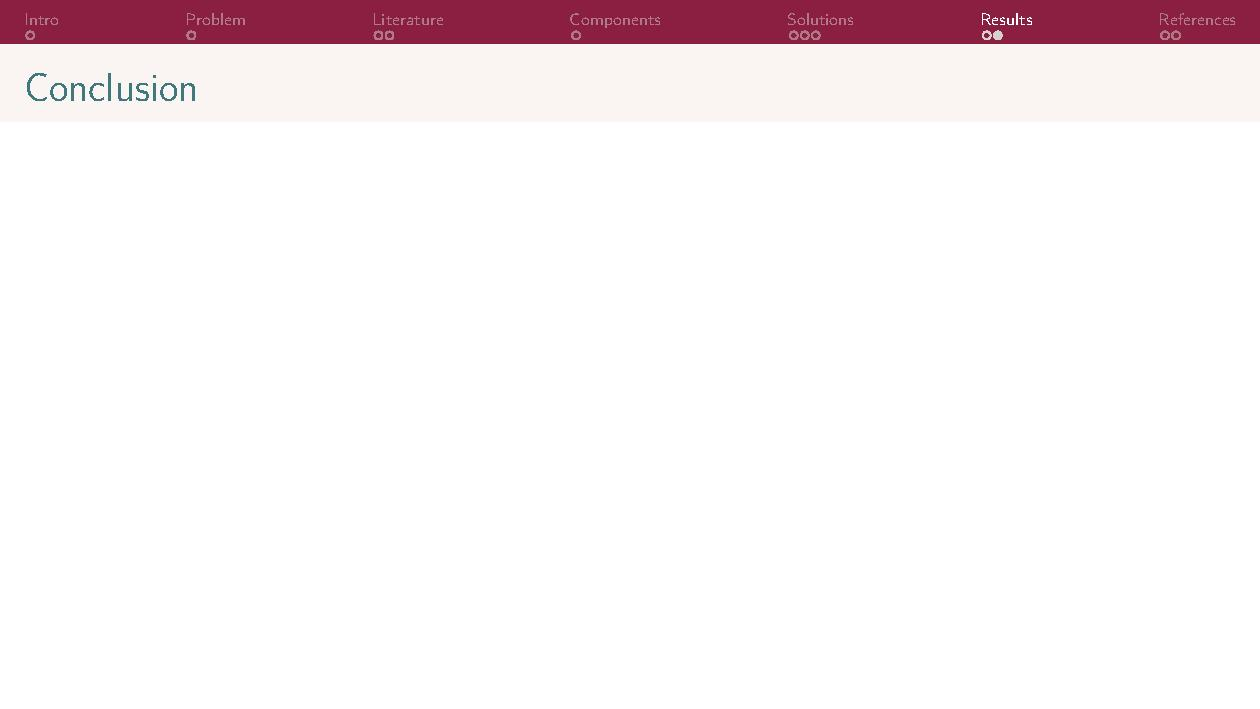 Intro Problem Literature Components Solutions Results References
Conclusion